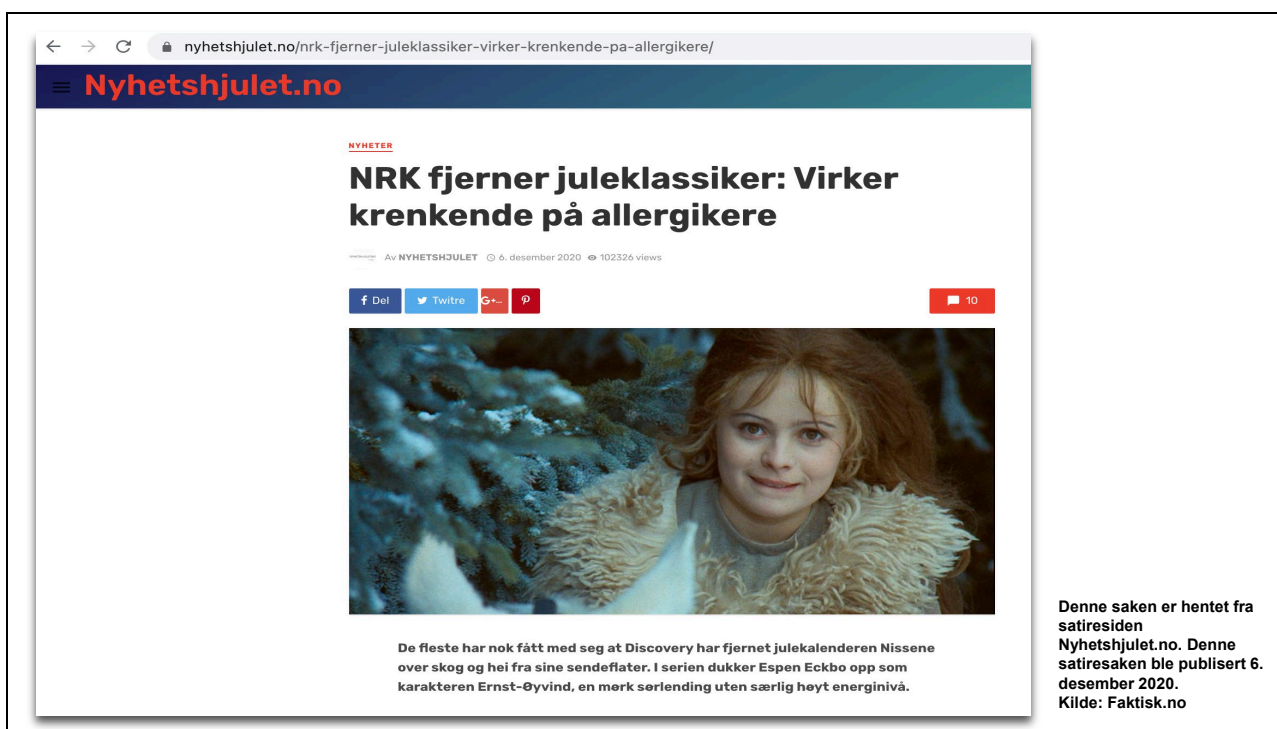 nyhetshjulet.no/nrk-fjerner-juleklassiker-virker-krenkende-pa-allergikere/
Nyhetshjulet.no
NYHETER
NRK fjerner juleklassiker: Virker
krenkende på allergikere
Av NYHETSHJULET 6. desember 2020 102326 views
Del Twitre G+... 10
De fleste har nok fått med seg at Discovery har fjernet julekalenderen Nissene
over skog og hei fra sine sendeflater. I serien dukker Espen Eckbo opp som
karakteren Ernst-Øyvind, en mørk sørlending uten særlig høyt energinivå.
Denne saken er hentet fra
satiresiden
Nyhetshjulet.no. Denne
satiresaken ble publisert 6.
desember 2020.
Kilde: Faktisk.no